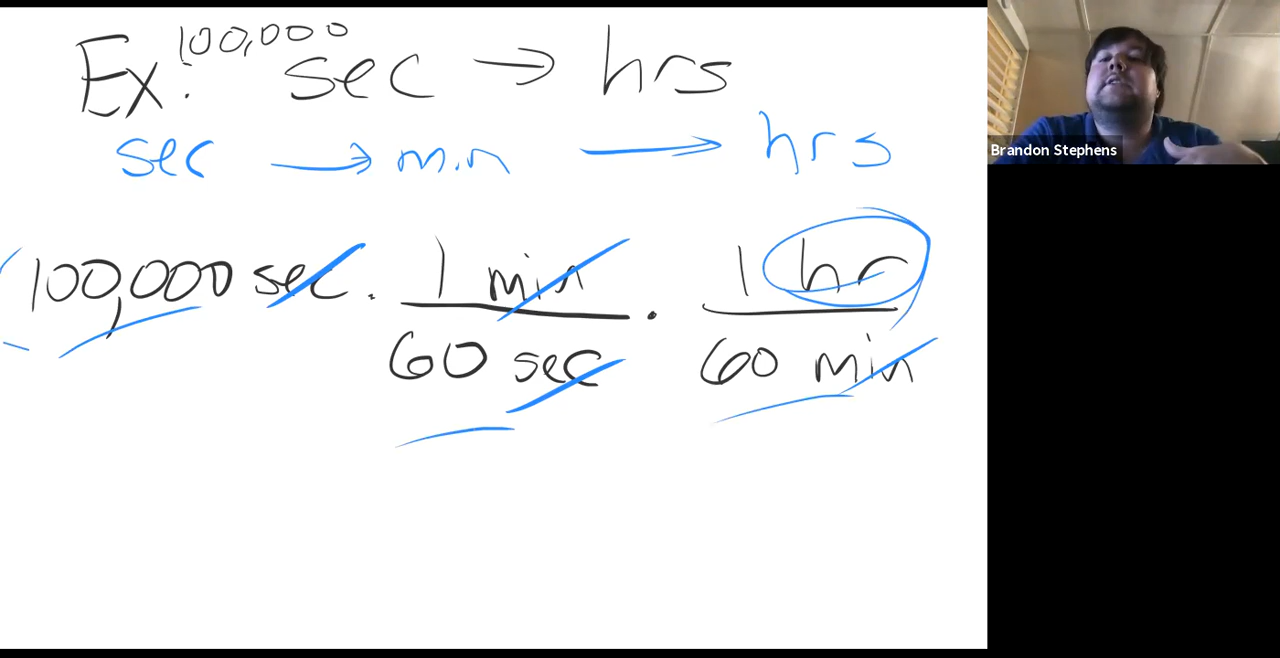 Ex: 100,000 sec → hrs
sec → min → hrs
100,000 sec · 1 min · 1 hr
60 sec 60 min
Brandon Stephens